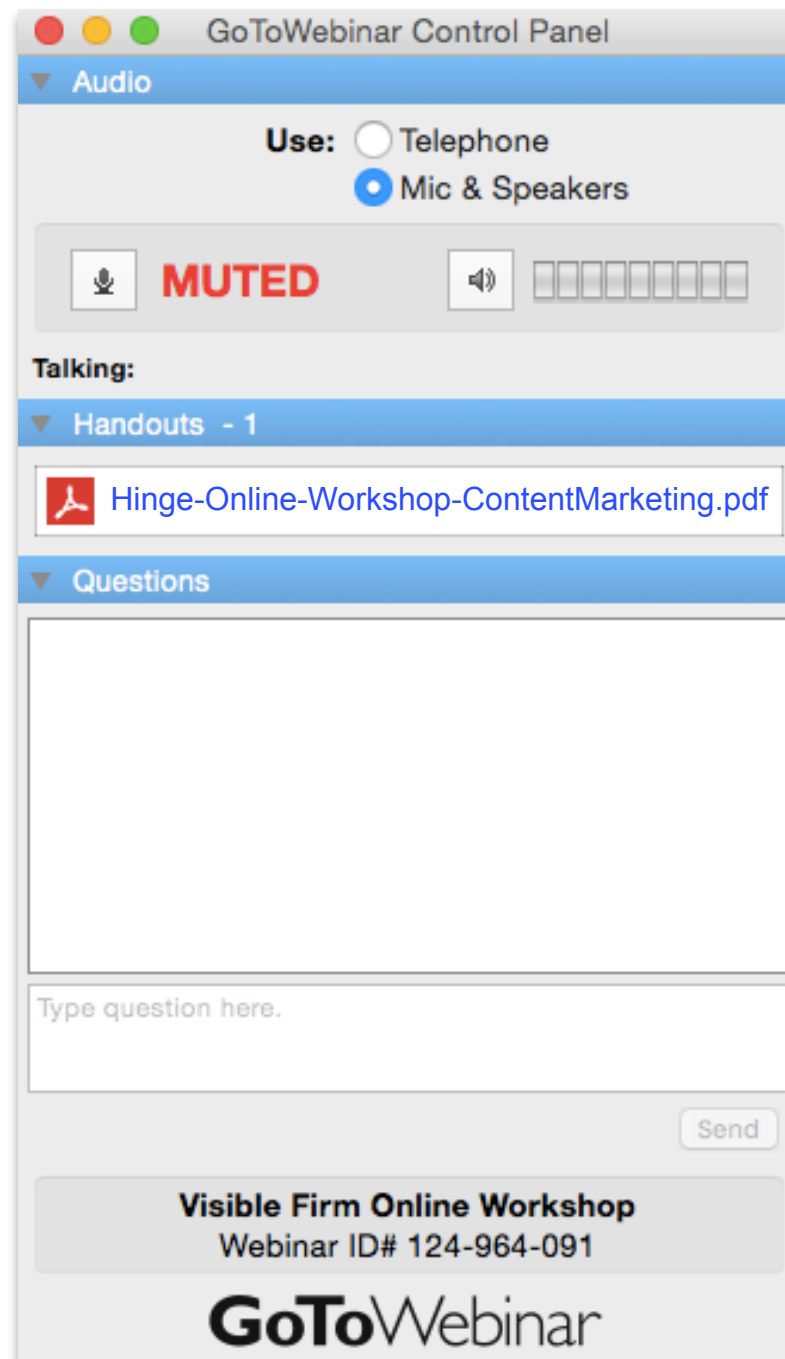 GoToWebinar Control Panel
Audio
Use: Telephone
Mic & Speakers
MUTED
Talking:
Handouts - 1
Hinge-Online-Workshop-ContentMarketing.pdf
Questions
Type question here.
Send
Visible Firm Online Workshop
Webinar ID# 124-964-091
GoToWebinar